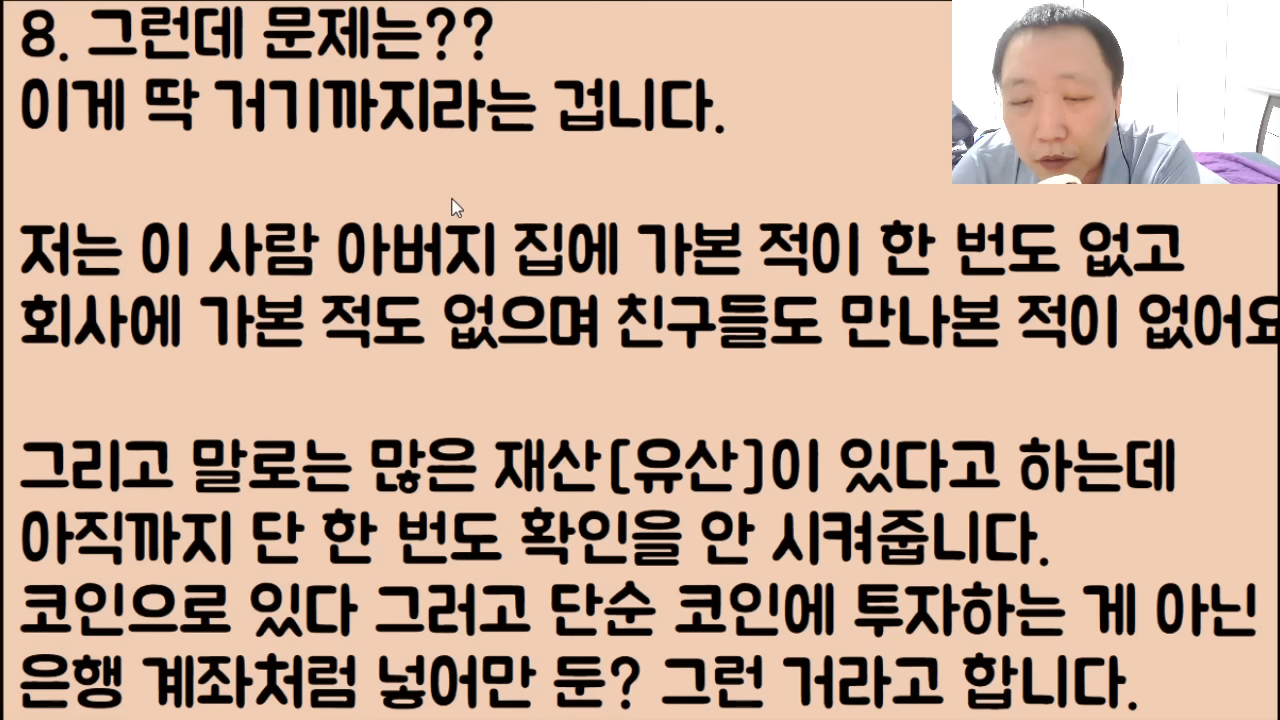 8. 그런데 문제는??
이게 딱 거기까지라는 겁니다.
저는 이 사람 아버지 집에 가본 적이 한 번도 없고
회사에 가본 적도 없으며 친구들도 만나본 적이 없어요
그리고 말로는 많은 재산[유산]이 있다고 하는데
아직까지 단 한 번도 확인을 안 시켜줍니다.
코인으로 있다 그러고 단순 코인에 투자하는 게 아닌
은행 계좌처럼 넣어만 둔? 그런 거라고 합니다.